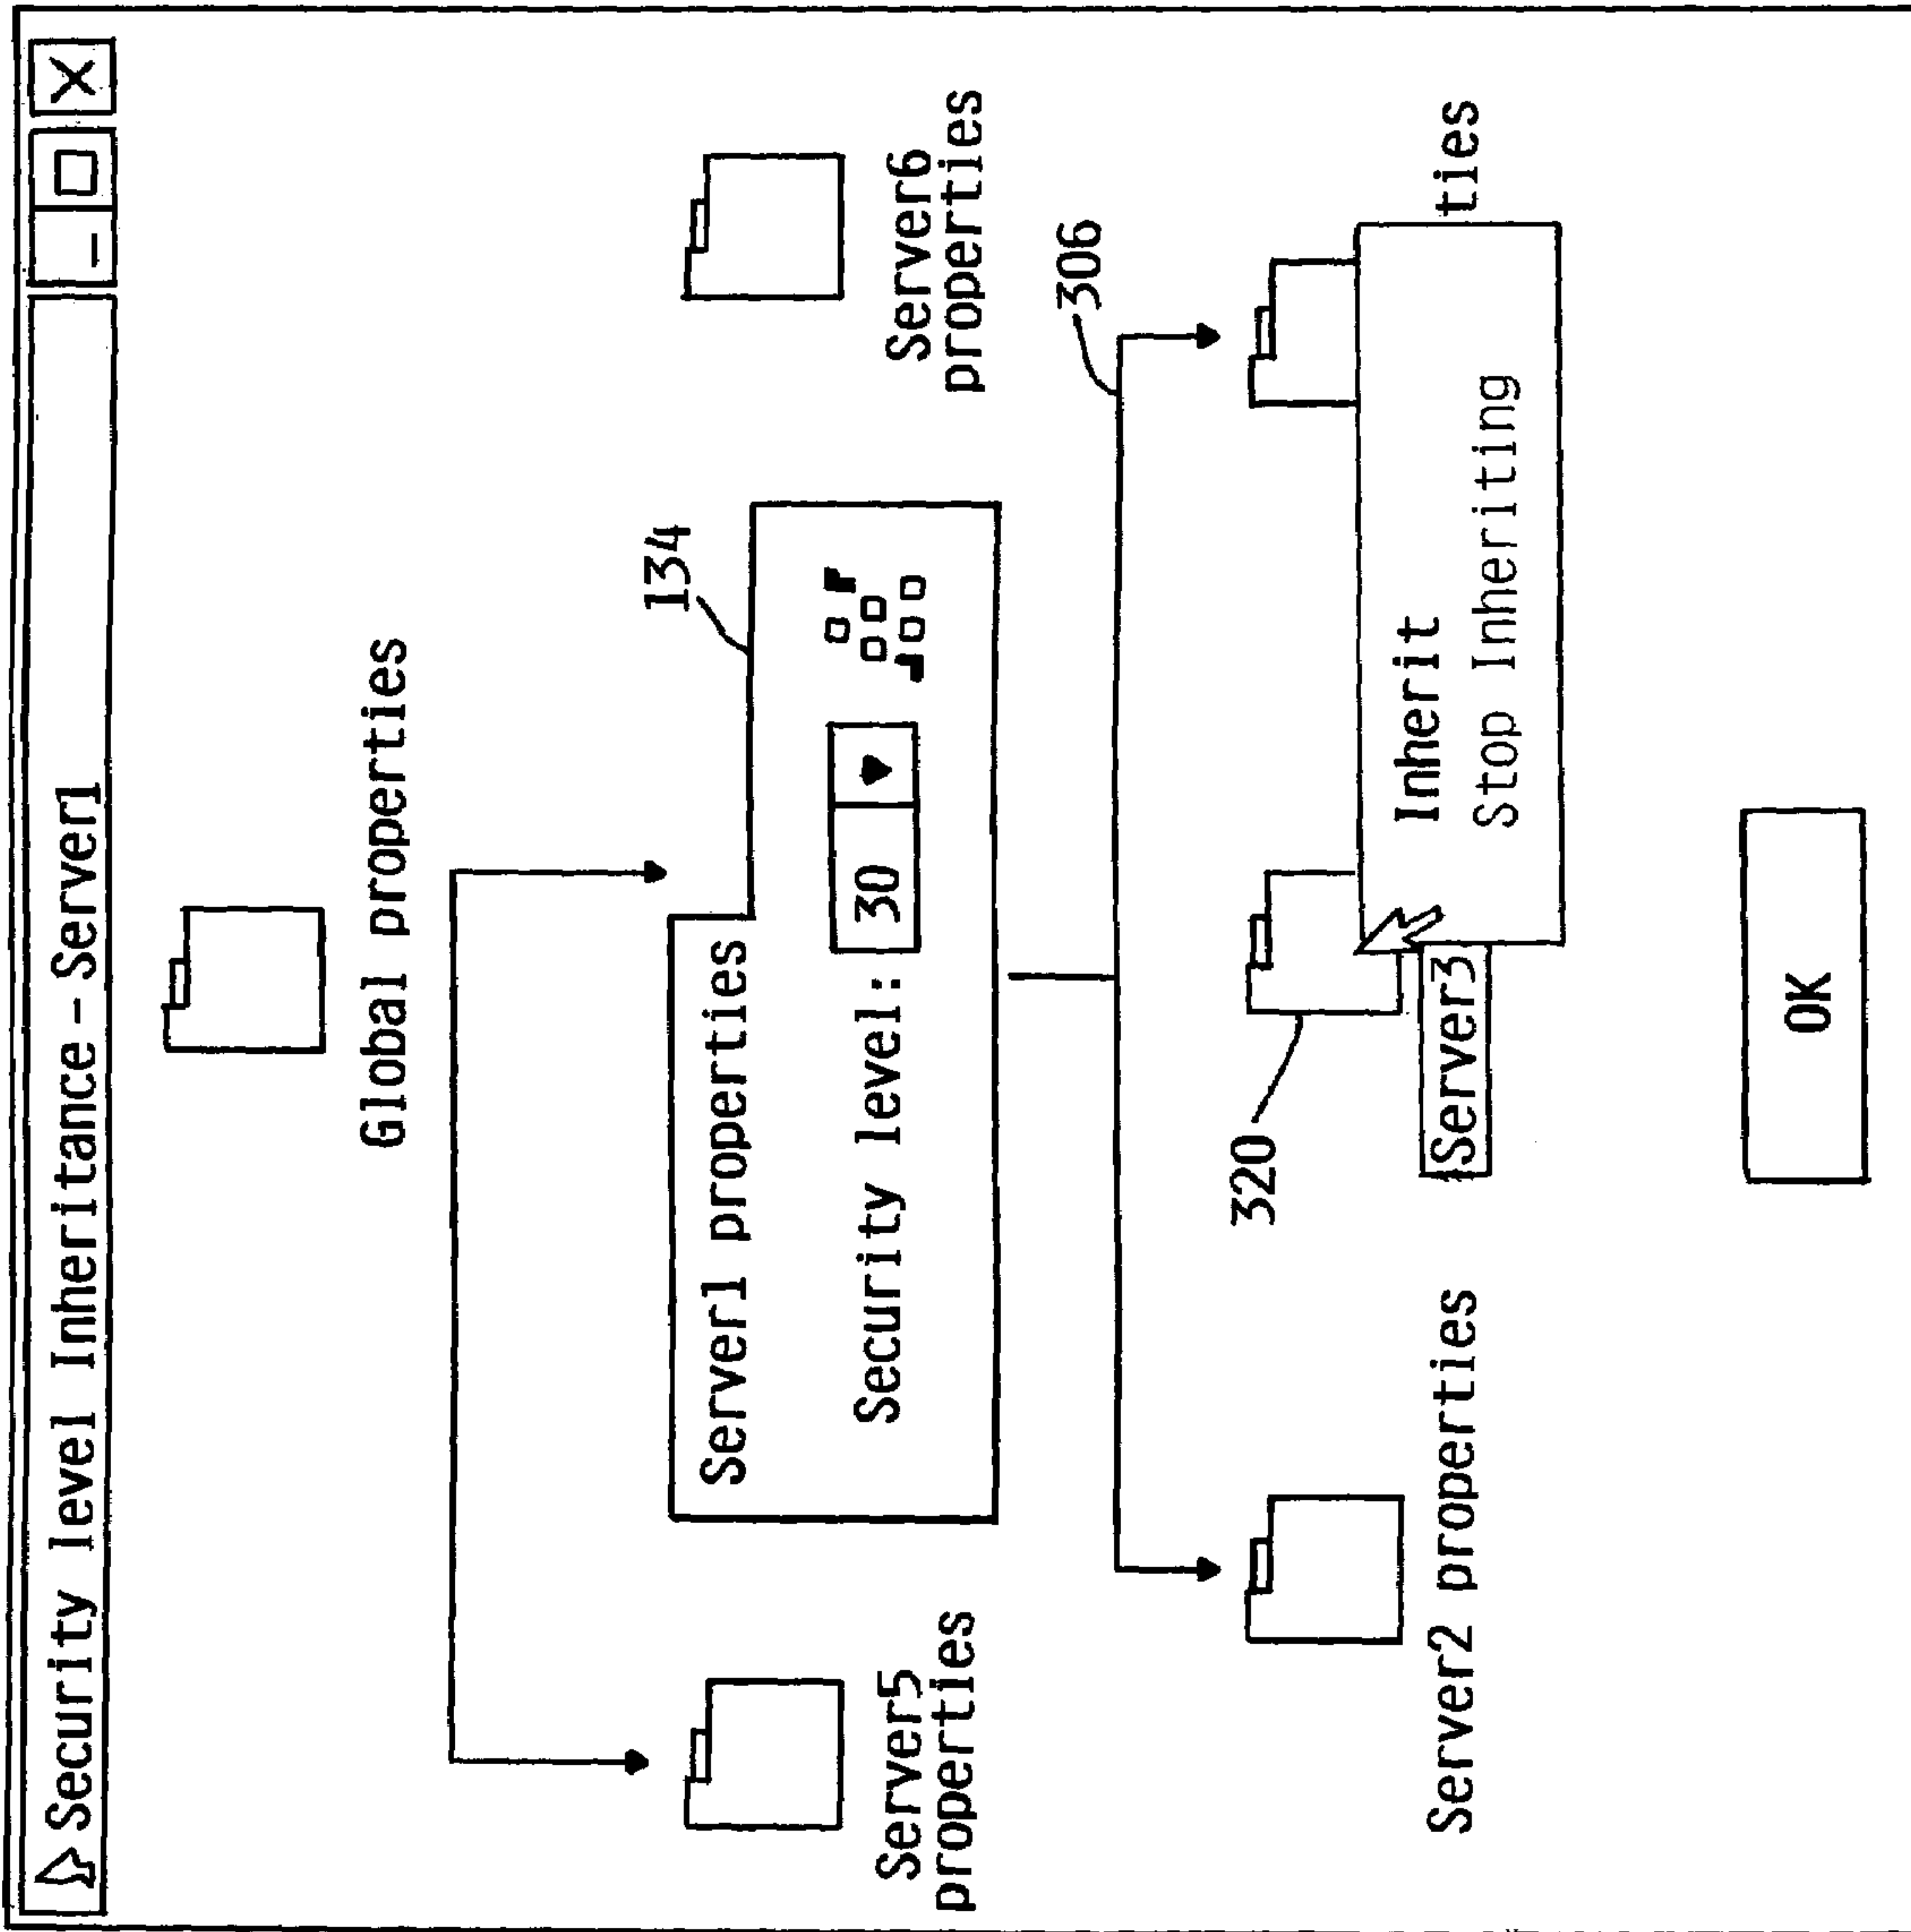 Security level Inheritance - Server1
Global properties
134
Server5
properties
Server1 properties
Security level: 30
Server6
properties
306
320
Server2 properties
Server3
Inherit
Stop Inheriting
ties
OK